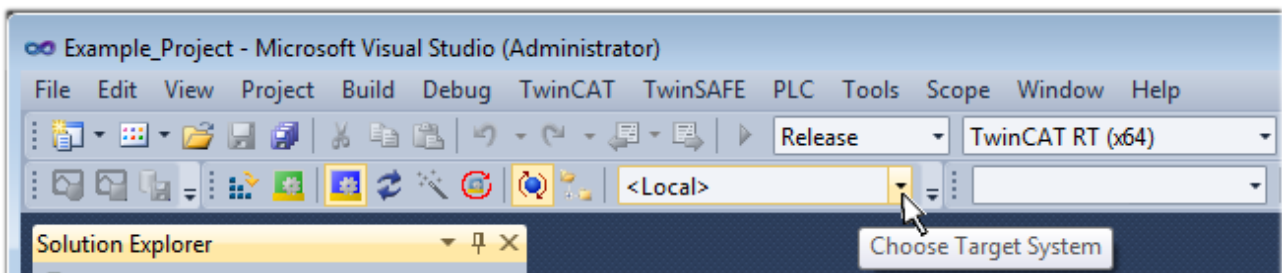 Example_Project - Microsoft Visual Studio (Administrator)
File Edit View Project Build Debug TwinCAT TwinSAFE PLC Tools Scope Window Help
Release TwinCAT RT (x64)
<Local>
Solution Explorer
Choose Target System